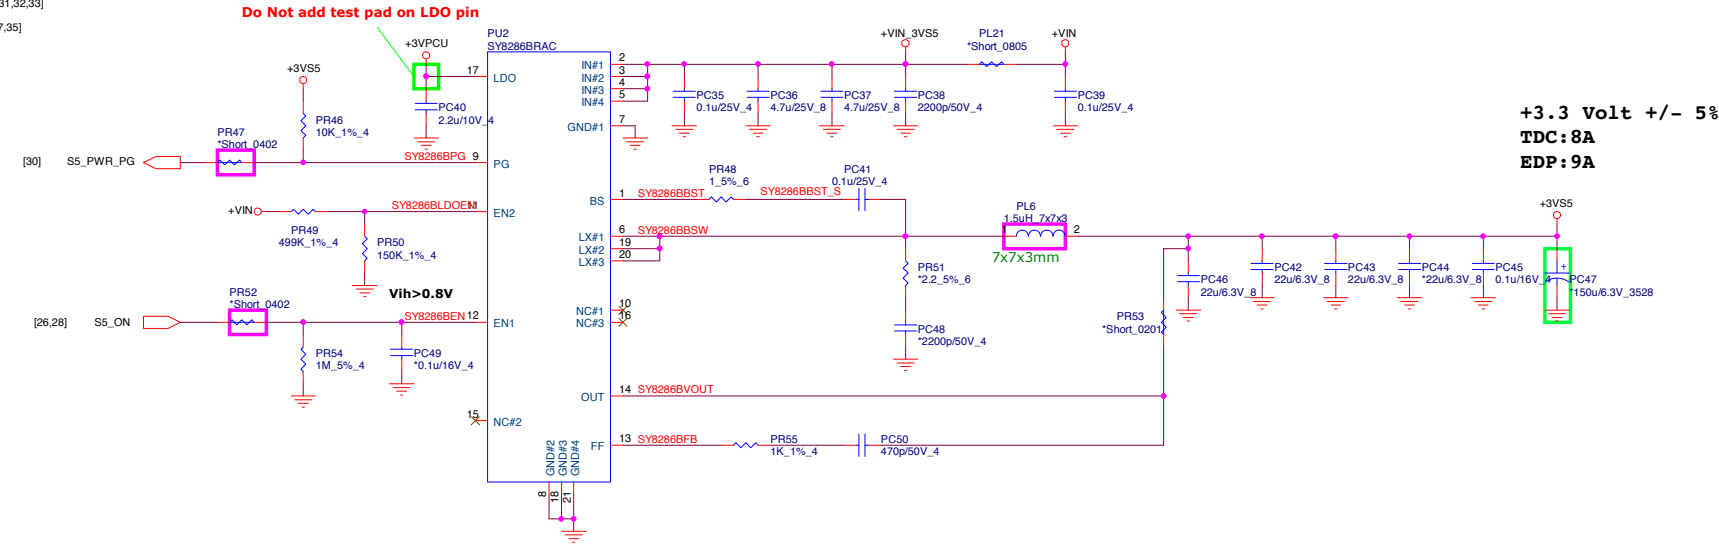 31,32,33]
7,35]
Do Not add test pad on LDO pin
+3VPCU
PU2
SY8286BRAC
+3VS5
17
LDO
PC40
2.2u/10V_4
PR46
10K_1%_4
PR47
*Short_0402
[30]
S5_PWR_PG
SY8286BPG
9
PG
+VIN
PR49
499K_1%_4
SY8286BLDOEN
11
EN2
PR50
150K_1%_4
Vih>0.8V
PR52
*Short_0402
[26,28]
S5_ON
SY8286BEN
12
EN1
PR54
1M_5%_4
PC49
*0.1u/16V_4
15
NC#2
GND#2
GND#3
GND#4
8
18
21
IN#1
2
IN#2
3
IN#3
4
IN#4
5
GND#1
7
+VIN_3VS5
PL21
*Short_0805
+VIN
PC35
0.1u/25V_4
PC36
4.7u/25V_8
PC37
4.7u/25V_8
PC38
2200p/50V_4
PC39
0.1u/25V_4
+3.3 Volt +/- 5%
TDC:8A
EDP:9A
BS
1
SY8286BBST
PR48
1_5%_6
SY8286BBST_S
PC41
0.1u/25V_4
LX#1
6
SY8286BBSW
LX#2
19
LX#3
20
PL6
1.5uH_7x7x3
1
2
7x7x3mm
+3VS5
PR51
*2.2_5%_6
PC48
*2200p/50V_4
NC#1
10
NC#3
16
PC46
22u/6.3V_8
PC42
22u/6.3V_8
PC43
22u/6.3V_8
PC44
*22u/6.3V_8
PC45
0.1u/16V_4
+
PC47
*150u/6.3V_3528
PR53
*Short_0201
OUT
14
SY8286BVOUT
FF
13
SY8286BFB
PR55
1K_1%_4
PC50
470p/50V_4